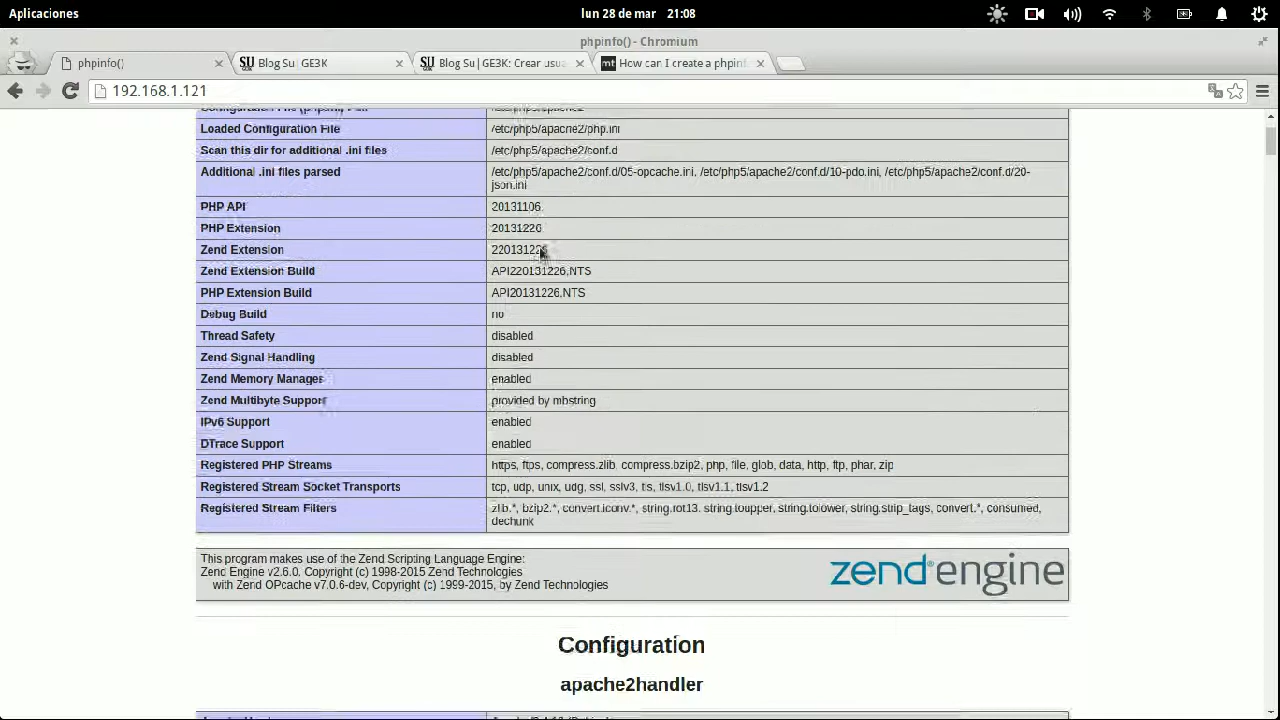 Aplicaciones
lun 28 de mar 21:08
phpinfo() - Chromium
phpinfo()
Blog Su | GE3K
Blog Su | GE3K: Crear usua
How can I create a phpinf
192.168.1.121
Loaded Configuration File /etc/php5/apache2/php.ini
Scan this dir for additional .ini files /etc/php5/apache2/conf.d
Additional .ini files parsed /etc/php5/apache2/conf.d/05-opcache.ini, /etc/php5/apache2/conf.d/10-pdo.ini, /etc/php5/apache2/conf.d/20-
json.ini
PHP API 20131106
PHP Extension 20131226
Zend Extension 220131226
Zend Extension Build API220131226,NTS
PHP Extension Build API20131226,NTS
Debug Build no
Thread Safety disabled
Zend Signal Handling disabled
Zend Memory Manager enabled
Zend Multibyte Support provided by mbstring
IPv6 Support enabled
DTrace Support enabled
Registered PHP Streams https, ftps, compress.zlib, compress.bzip2, php, file, glob, data, http, ftp, phar, zip
Registered Stream Socket Transports tcp, udp, unix, udg, ssl, sslv3, tls, tlsv1.0, tlsv1.1, tlsv1.2
Registered Stream Filters zlib.*, bzip2.*, convert.iconv.*, string.rot13, string.toupper, string.tolower, string.strip_tags, convert.*, consumed,
dechunk
This program makes use of the Zend Scripting Language Engine:
Zend Engine v2.6.0, Copyright (c) 1998-2015 Zend Technologies
with Zend OPcache v7.0.6-dev, Copyright (c) 1999-2015, by Zend Technologies
zend engine
Configuration
apache2handler